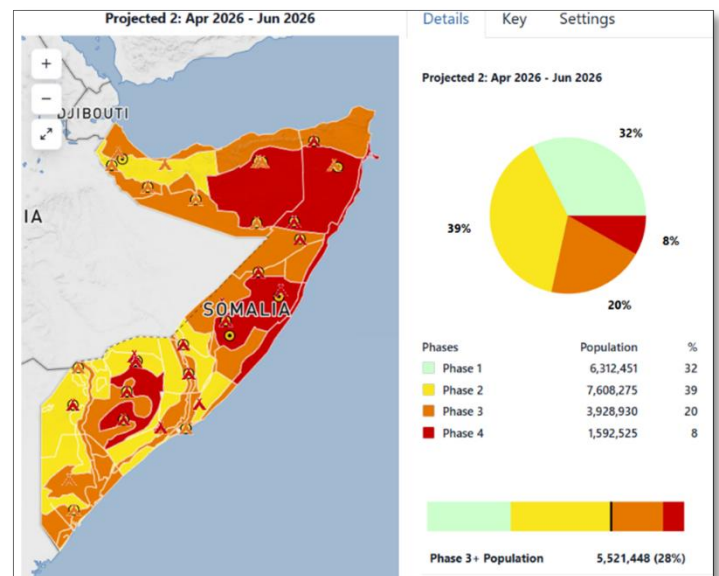 Projected 2: Apr 2026 - Jun 2026
Details Key Settings
+
−
DJIBOUTI
IA
SOMALIA
Projected 2: Apr 2026 - Jun 2026
32%
39%
8%
20%
Phases Population %
Phase 1 6,312,451 32
Phase 2 7,608,275 39
Phase 3 3,928,930 20
Phase 4 1,592,525 8
Phase 3+ Population 5,521,448 (28%)